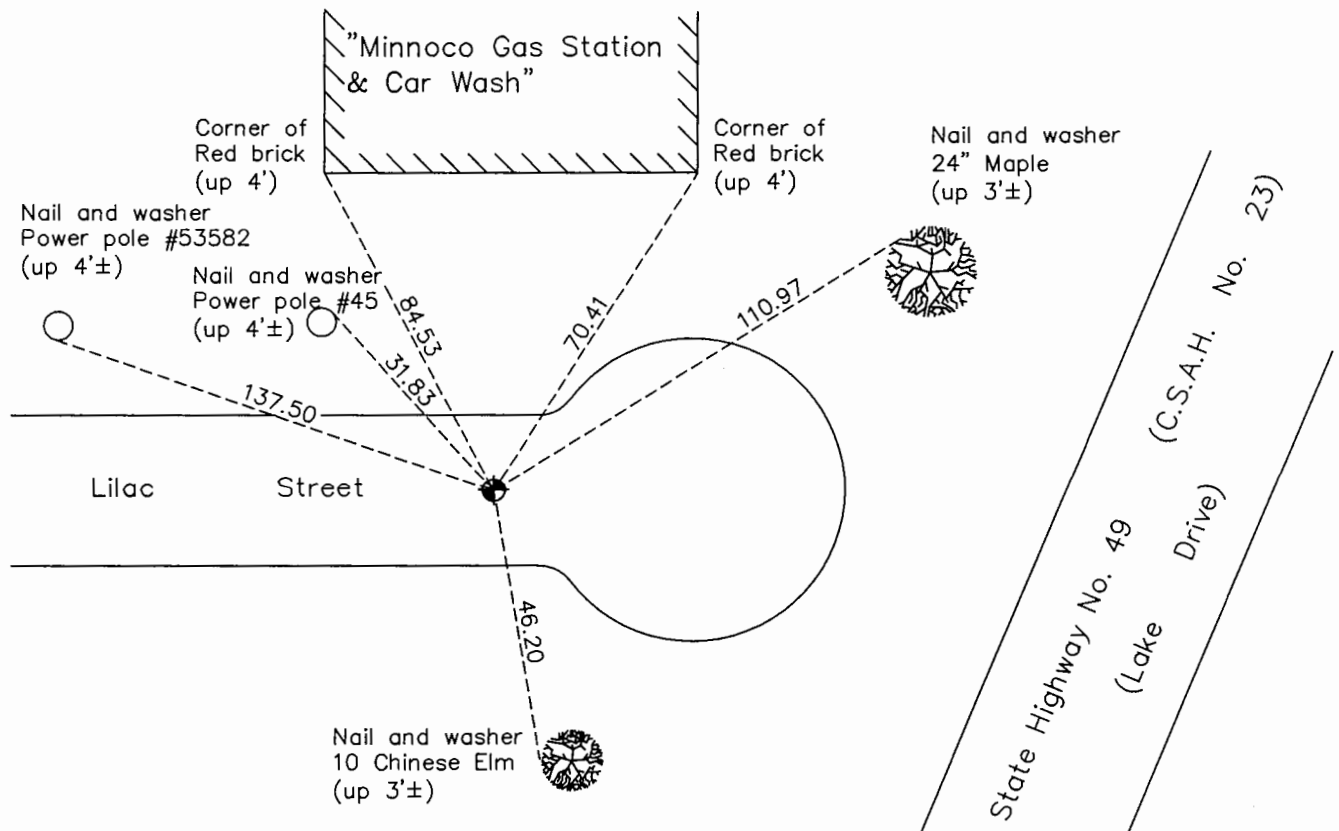 "Minnoco Gas Station
& Car Wash"
Corner of
Red brick
(up 4')
Corner of
Red brick
(up 4')
Nail and washer
24" Maple
(up 3'±)
Nail and washer
Power pole #53582
(up 4'±)
Nail and washer
Power pole #45
(up 4'±)
84.53
70.41
110.97
31.83
137.50
Lilac Street
46.20
Nail and washer
10 Chinese Elm
(up 3'±)
State Highway No. 49 (C.S.A.H. No. 23)
(Lake Drive)